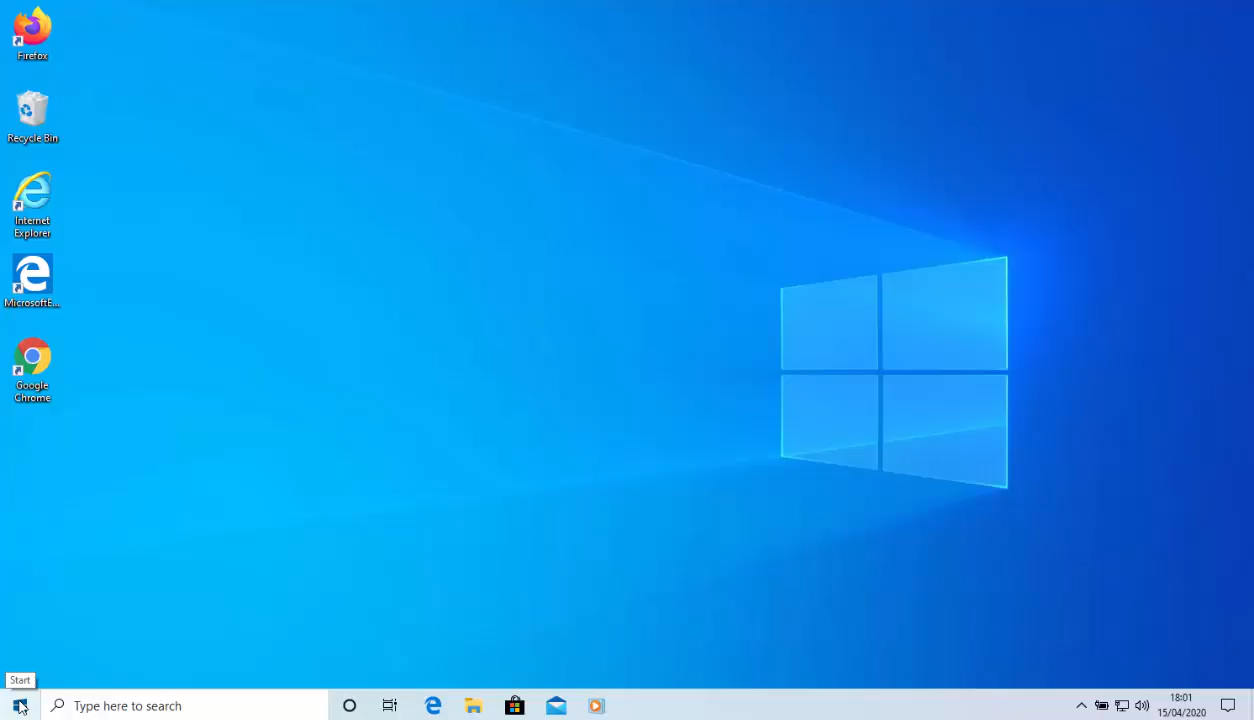 Firefox
Recycle Bin
Internet
Explorer
MicrosoftE...
Google
Chrome
Start
Type here to search
18:01
15/04/2020